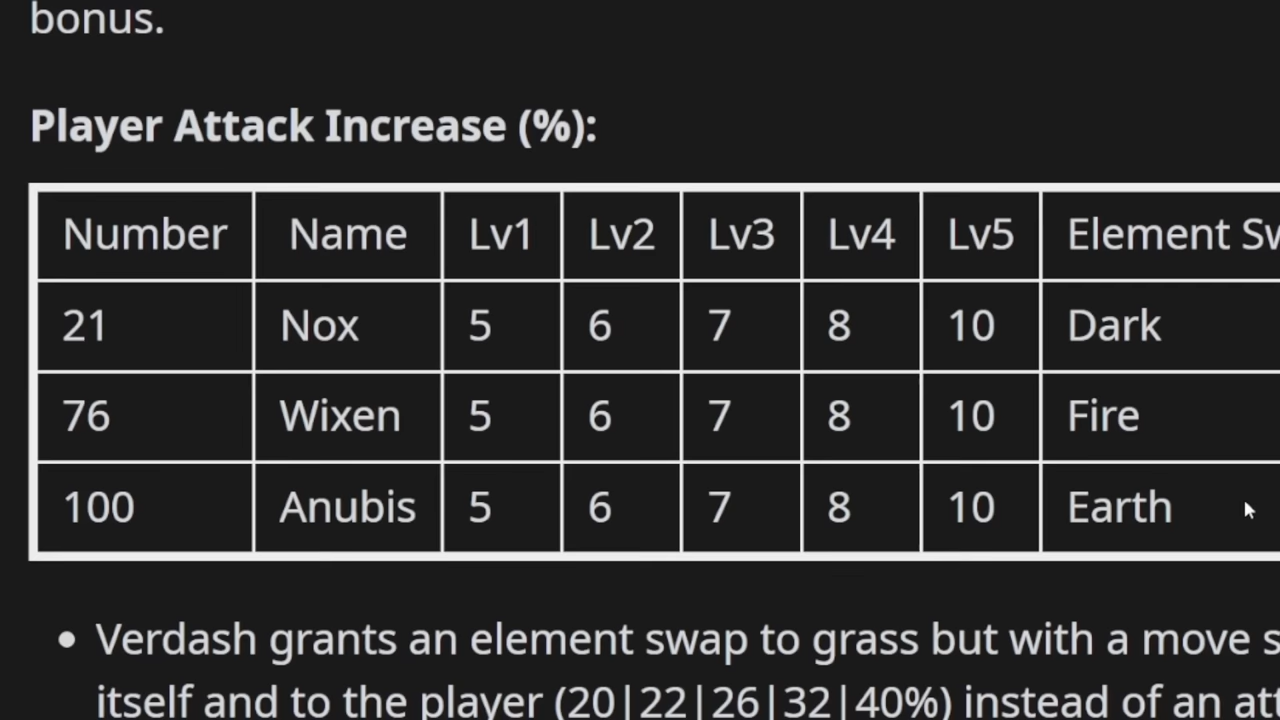 bonus.
Player Attack Increase (%):
Number Name Lv1 Lv2 Lv3 Lv4 Lv5 Element
21 Nox 5 6 7 8 10 Dark
76 Wixen 5 6 7 8 10 Fire
100 Anubis 5 6 7 8 10 Earth
• Verdash grants an element swap to grass but with a move
itself and to the player (20|22|26|32|40%) instead of an